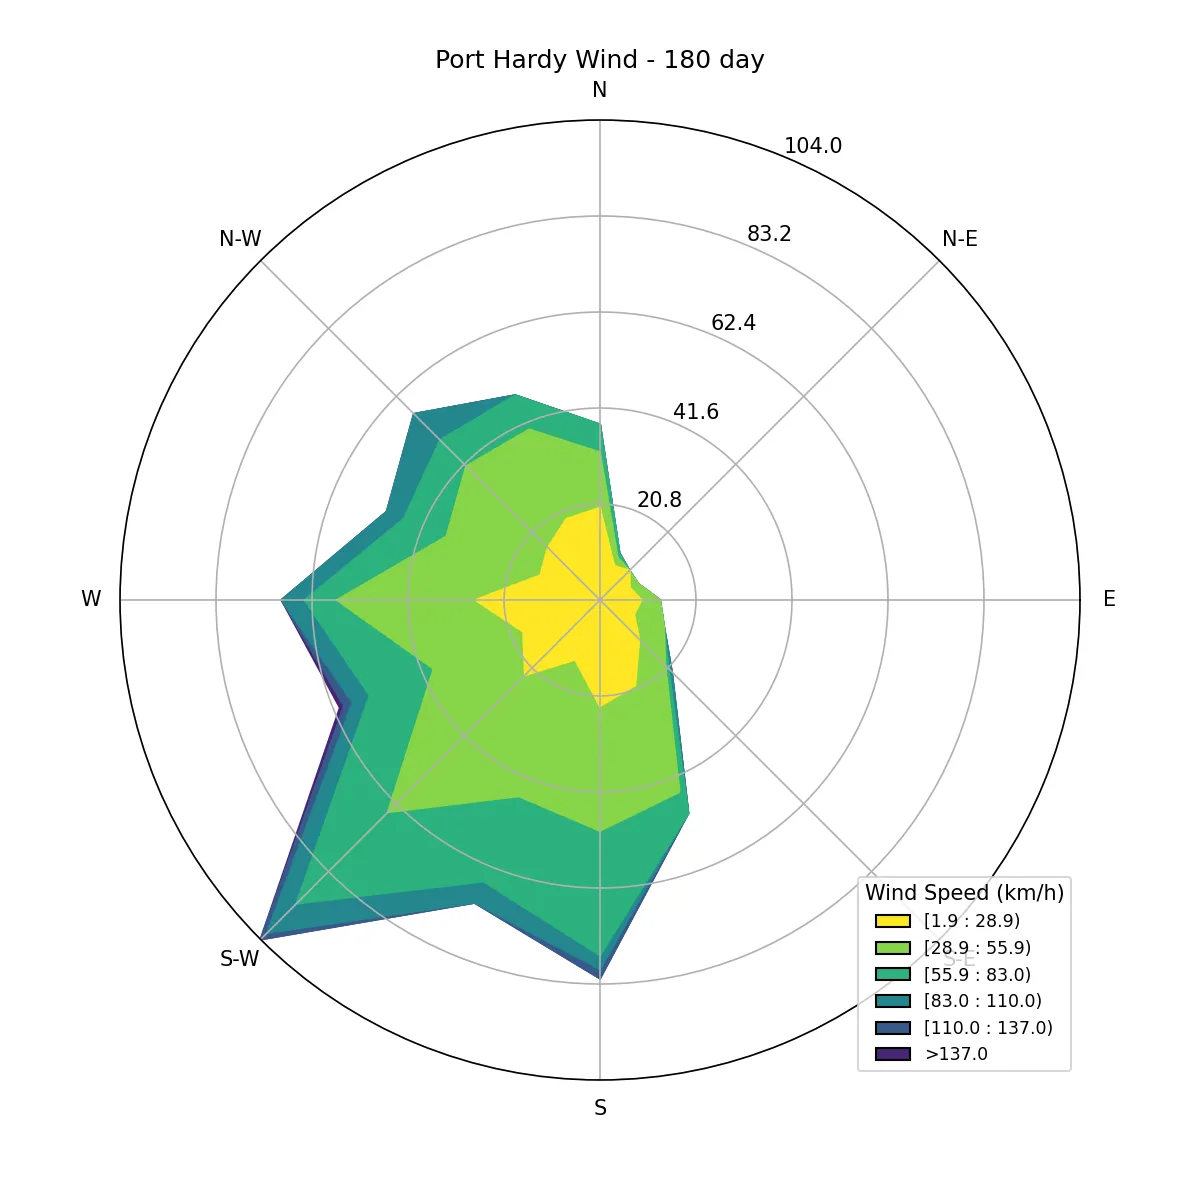 Port Hardy Wind - 180 day
N
104.0
83.2
N-W
N-E
62.4
41.6
20.8
W
E
Wind Speed (km/h)
[1.9 : 28.9)
[28.9 : 55.9)
S-W
S-E
[55.9 : 83.0)
[83.0 : 110.0)
[110.0 : 137.0)
>137.0
S